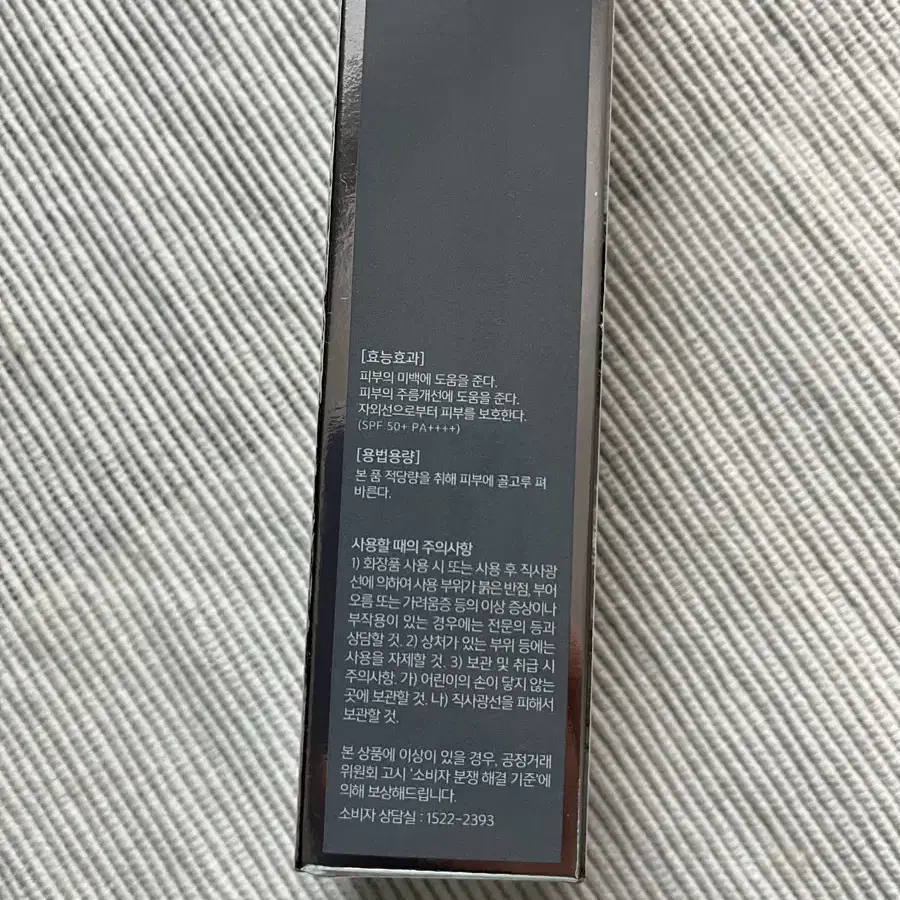 [효능효과]
피부의 미백에 도움을 준다.
피부의 주름개선에 도움을 준다.
자외선으로부터 피부를 보호한다.
(SPF 50+ PA++++)
[용법용량]
본 품 적당량을 취해 피부에 골고루 펴
바른다.
사용할 때의 주의사항
1) 화장품 사용 시 또는 사용 후 직사광
선에 의하여 사용 부위가 붉은 반점, 부어
오름 또는 가려움증 등의 이상 증상이나
부작용이 있는 경우에는 전문의 등과
상담할 것. 2) 상처가 있는 부위 등에는
사용을 자제할 것. 3) 보관 및 취급 시
주의사항. 가) 어린이의 손이 닿지 않는
곳에 보관할 것. 나) 직사광선을 피해서
보관할 것.
본 상품에 이상이 있을 경우, 공정거래
위원회 고시 '소비자 분쟁 해결 기준'에
의해 보상해드립니다.
소비자 상담실 : 1522-2393